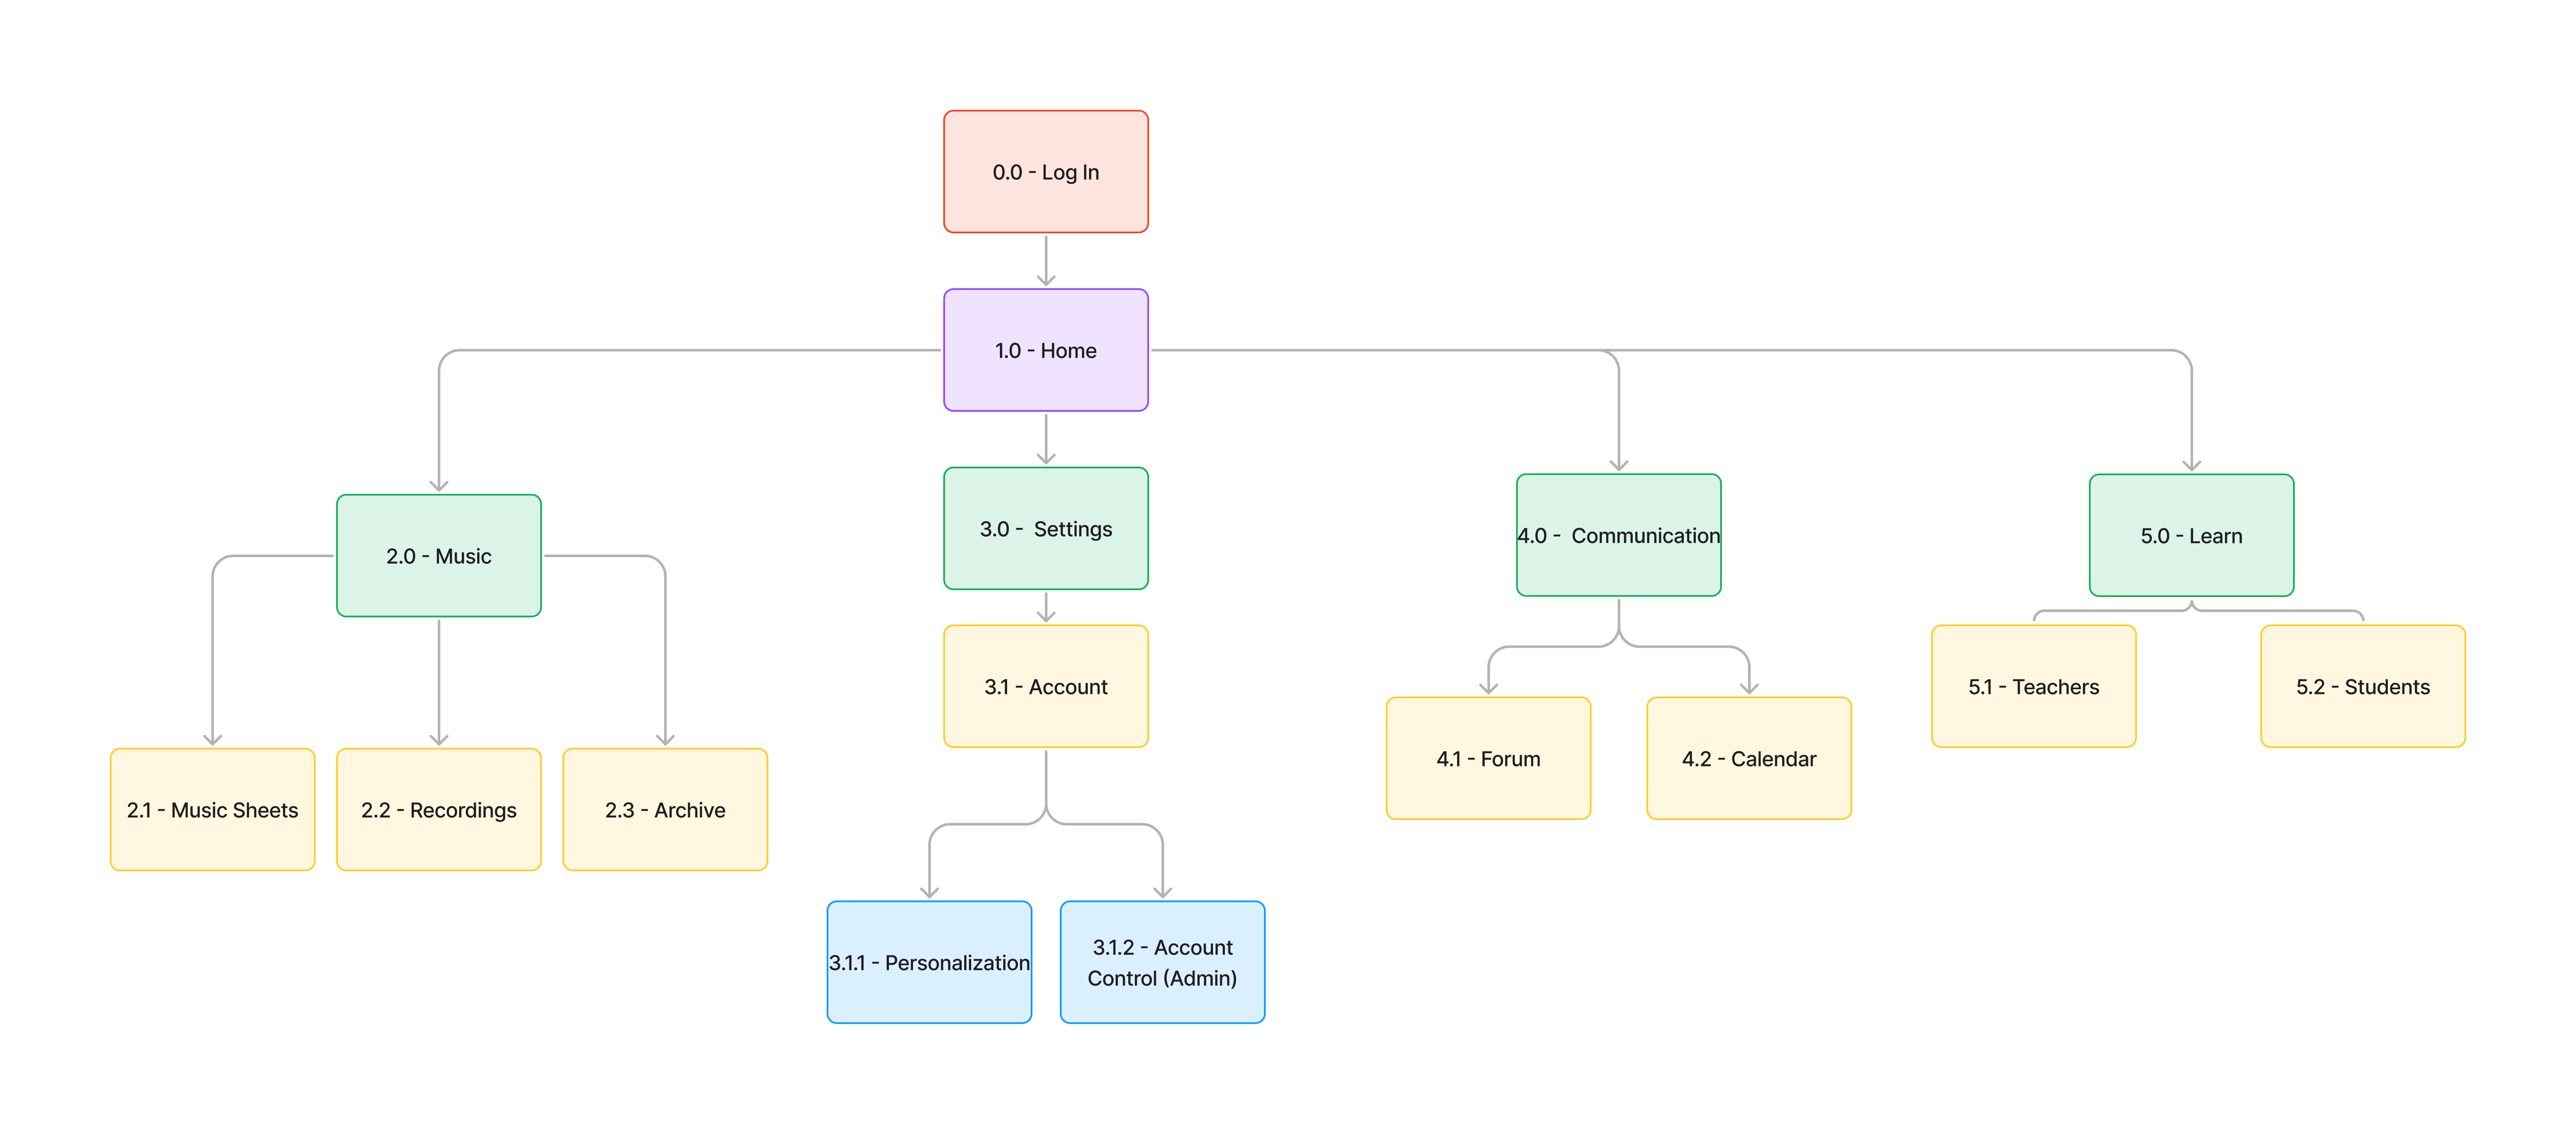 0.0 - Log In
1.0 - Home
2.0 - Music
3.0 -  Settings
4.0 -  Communication
5.0 - Learn
3.1 - Account
5.1 - Teachers
5.2 - Students
4.1 - Forum
4.2 - Calendar
2.1 - Music Sheets
2.2 - Recordings
2.3 - Archive
3.1.1 - Personalization
3.1.2 - Account
Control (Admin)